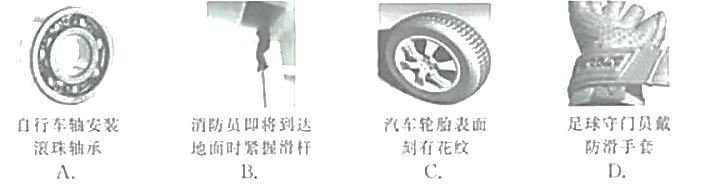 自行车轴安装
滚珠轴承
A.
消防员即将到达
地面时紧握滑杆
B.
汽车轮胎表面
刻有花纹
C.
足球守门员戴
防滑手套
D.